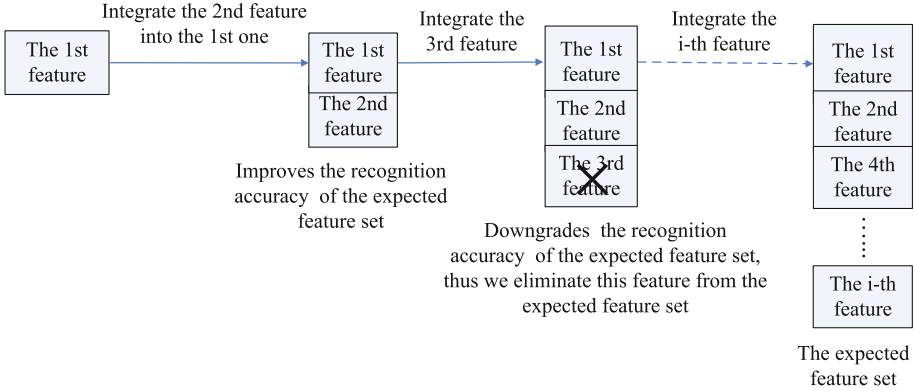 The 1st
feature
Integrate the 2nd feature
into the 1st one
The 1st
feature
The 2nd
feature
Improves the recognition
accuracy of the expected
feature set
Integrate the
3rd feature
The 1st
feature
The 2nd
feature
The 3rd
feature
Downgrades the recognition
accuracy of the expected feature set,
thus we eliminate this feature from the
expected feature set
Integrate the
i-th feature
The 1st
feature
The 2nd
feature
The 4th
feature
The i-th
feature
The expected
feature set